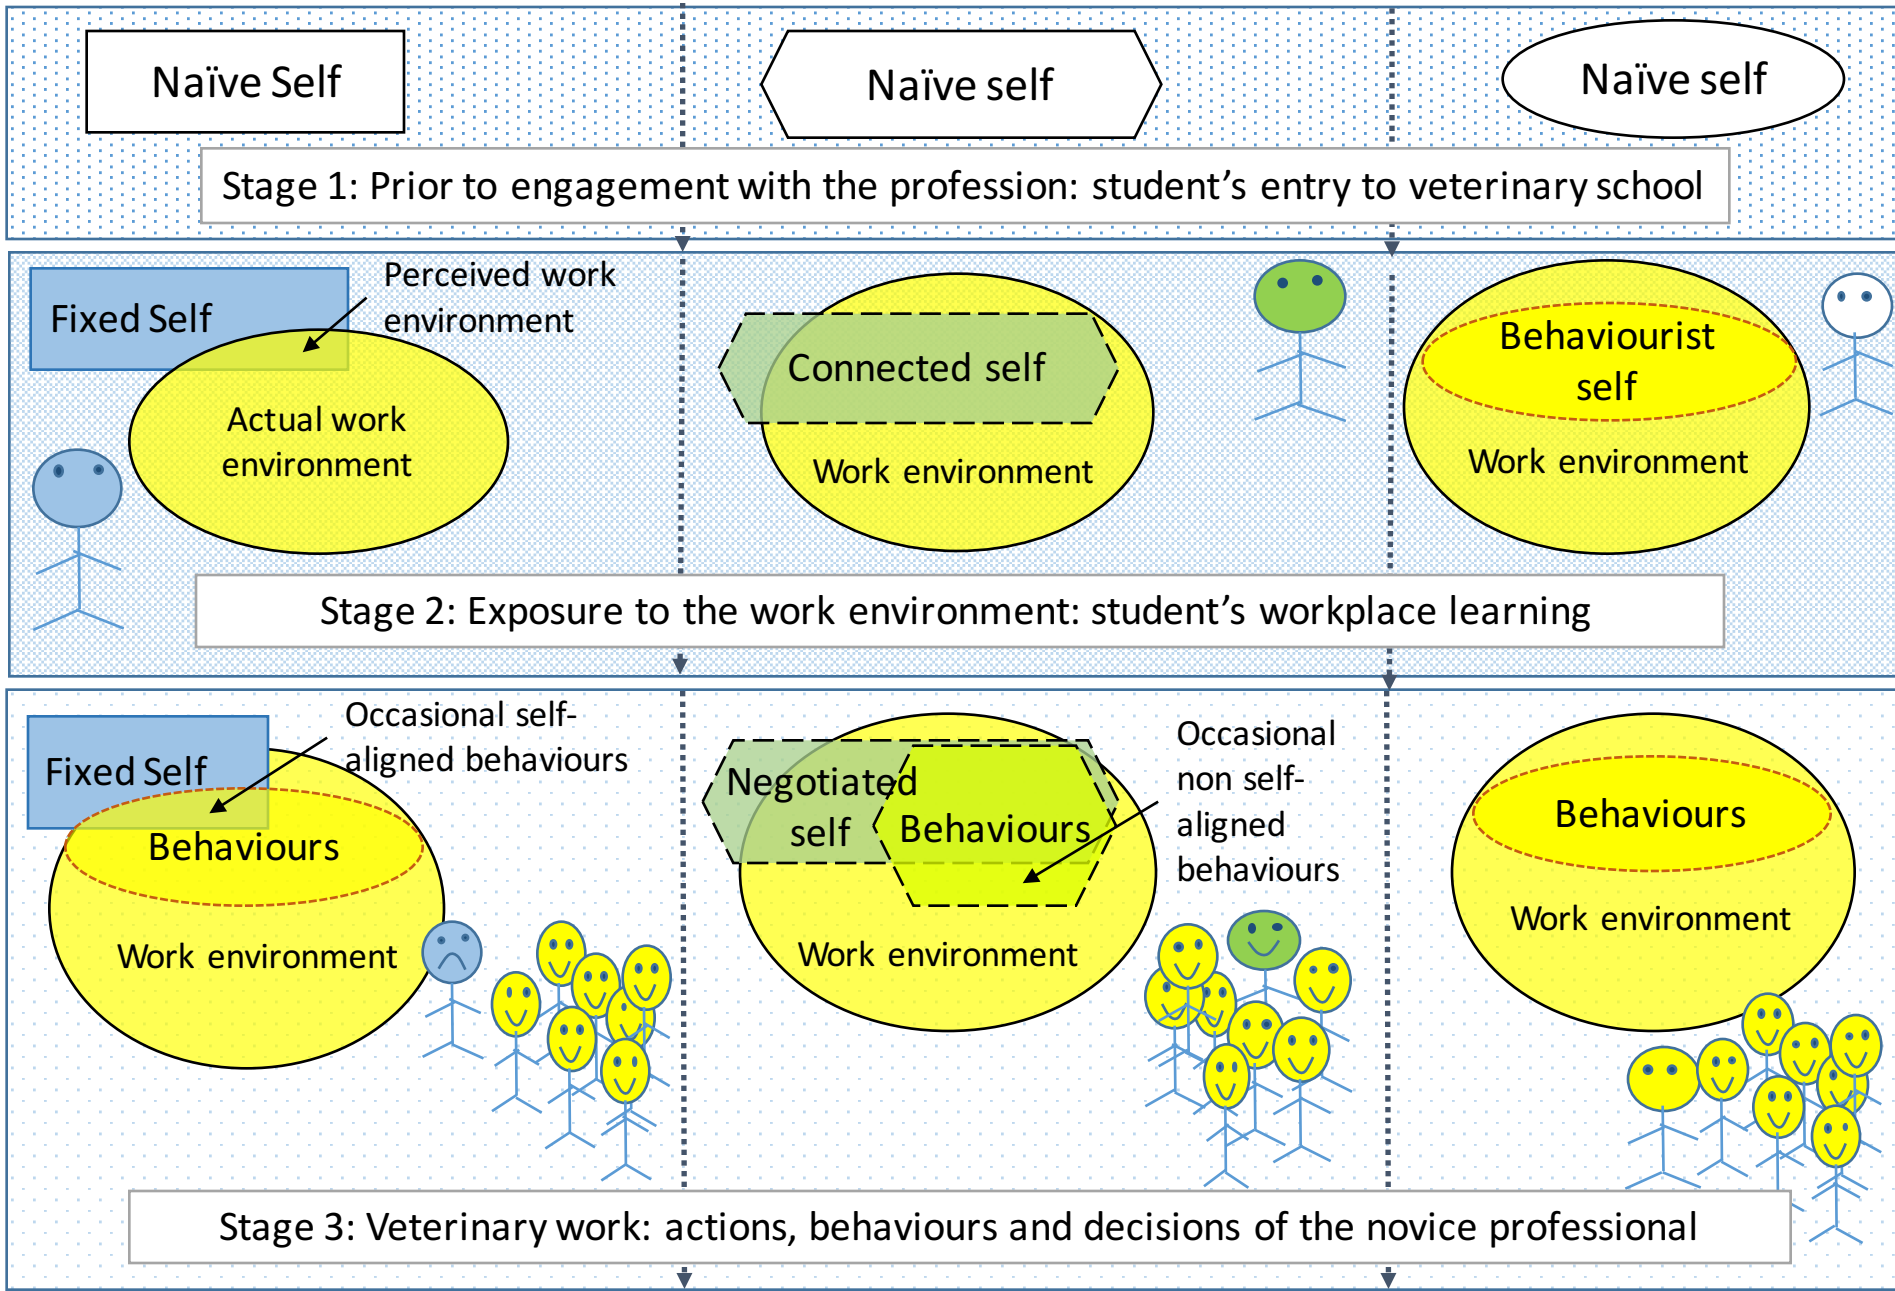 Naïve Self
Naïve self
Naïve self
Stage 1: Prior to engagement with the profession: student’s entry to veterinary school
Fixed Self
Perceived work
environment
Actual work
environment
Connected self
Work environment
Behaviourist
self
Work environment
Stage 2: Exposure to the work environment: student’s workplace learning
Fixed Self
Occasional self-
aligned behaviours
Behaviours
Work environment
Negotiated
self
Behaviours
Occasional
non self-
aligned
behaviours
Work environment
Behaviours
Work environment
Stage 3: Veterinary work: actions, behaviours and decisions of the novice professional